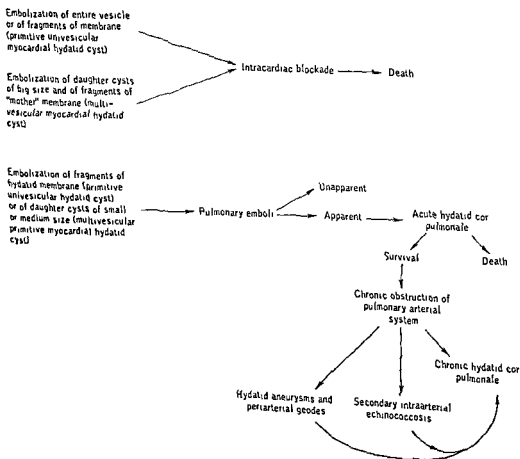 Embolization of entire vesicle
or of fragments of membrane
(primitive univesicular
myocardial hydatid cyst)
Intracardiac blockade
Death
Embolization of daughter cysts
of big size and of fragments of
"mother" membrane (multi-
vesicular myocardial hydatid
cyst)
Embolization of fragments of
hydatid membrane (primitive
univesicular hydatid cyst)
or of daughter cysts of small
or medium size (multivesicular
primitive myocardial hydatid
cyst)
Pulmonary emboli
Unapparent
Apparent
Acute hydatid cor
pulmonale
Survival
Death
Chronic obstruction of
pulmonary arterial
system
Chronic hydatid cor
pulmonale
Hydatid aneurysms and
periarterial geodes
Secondary intraarterial
echinococcosis